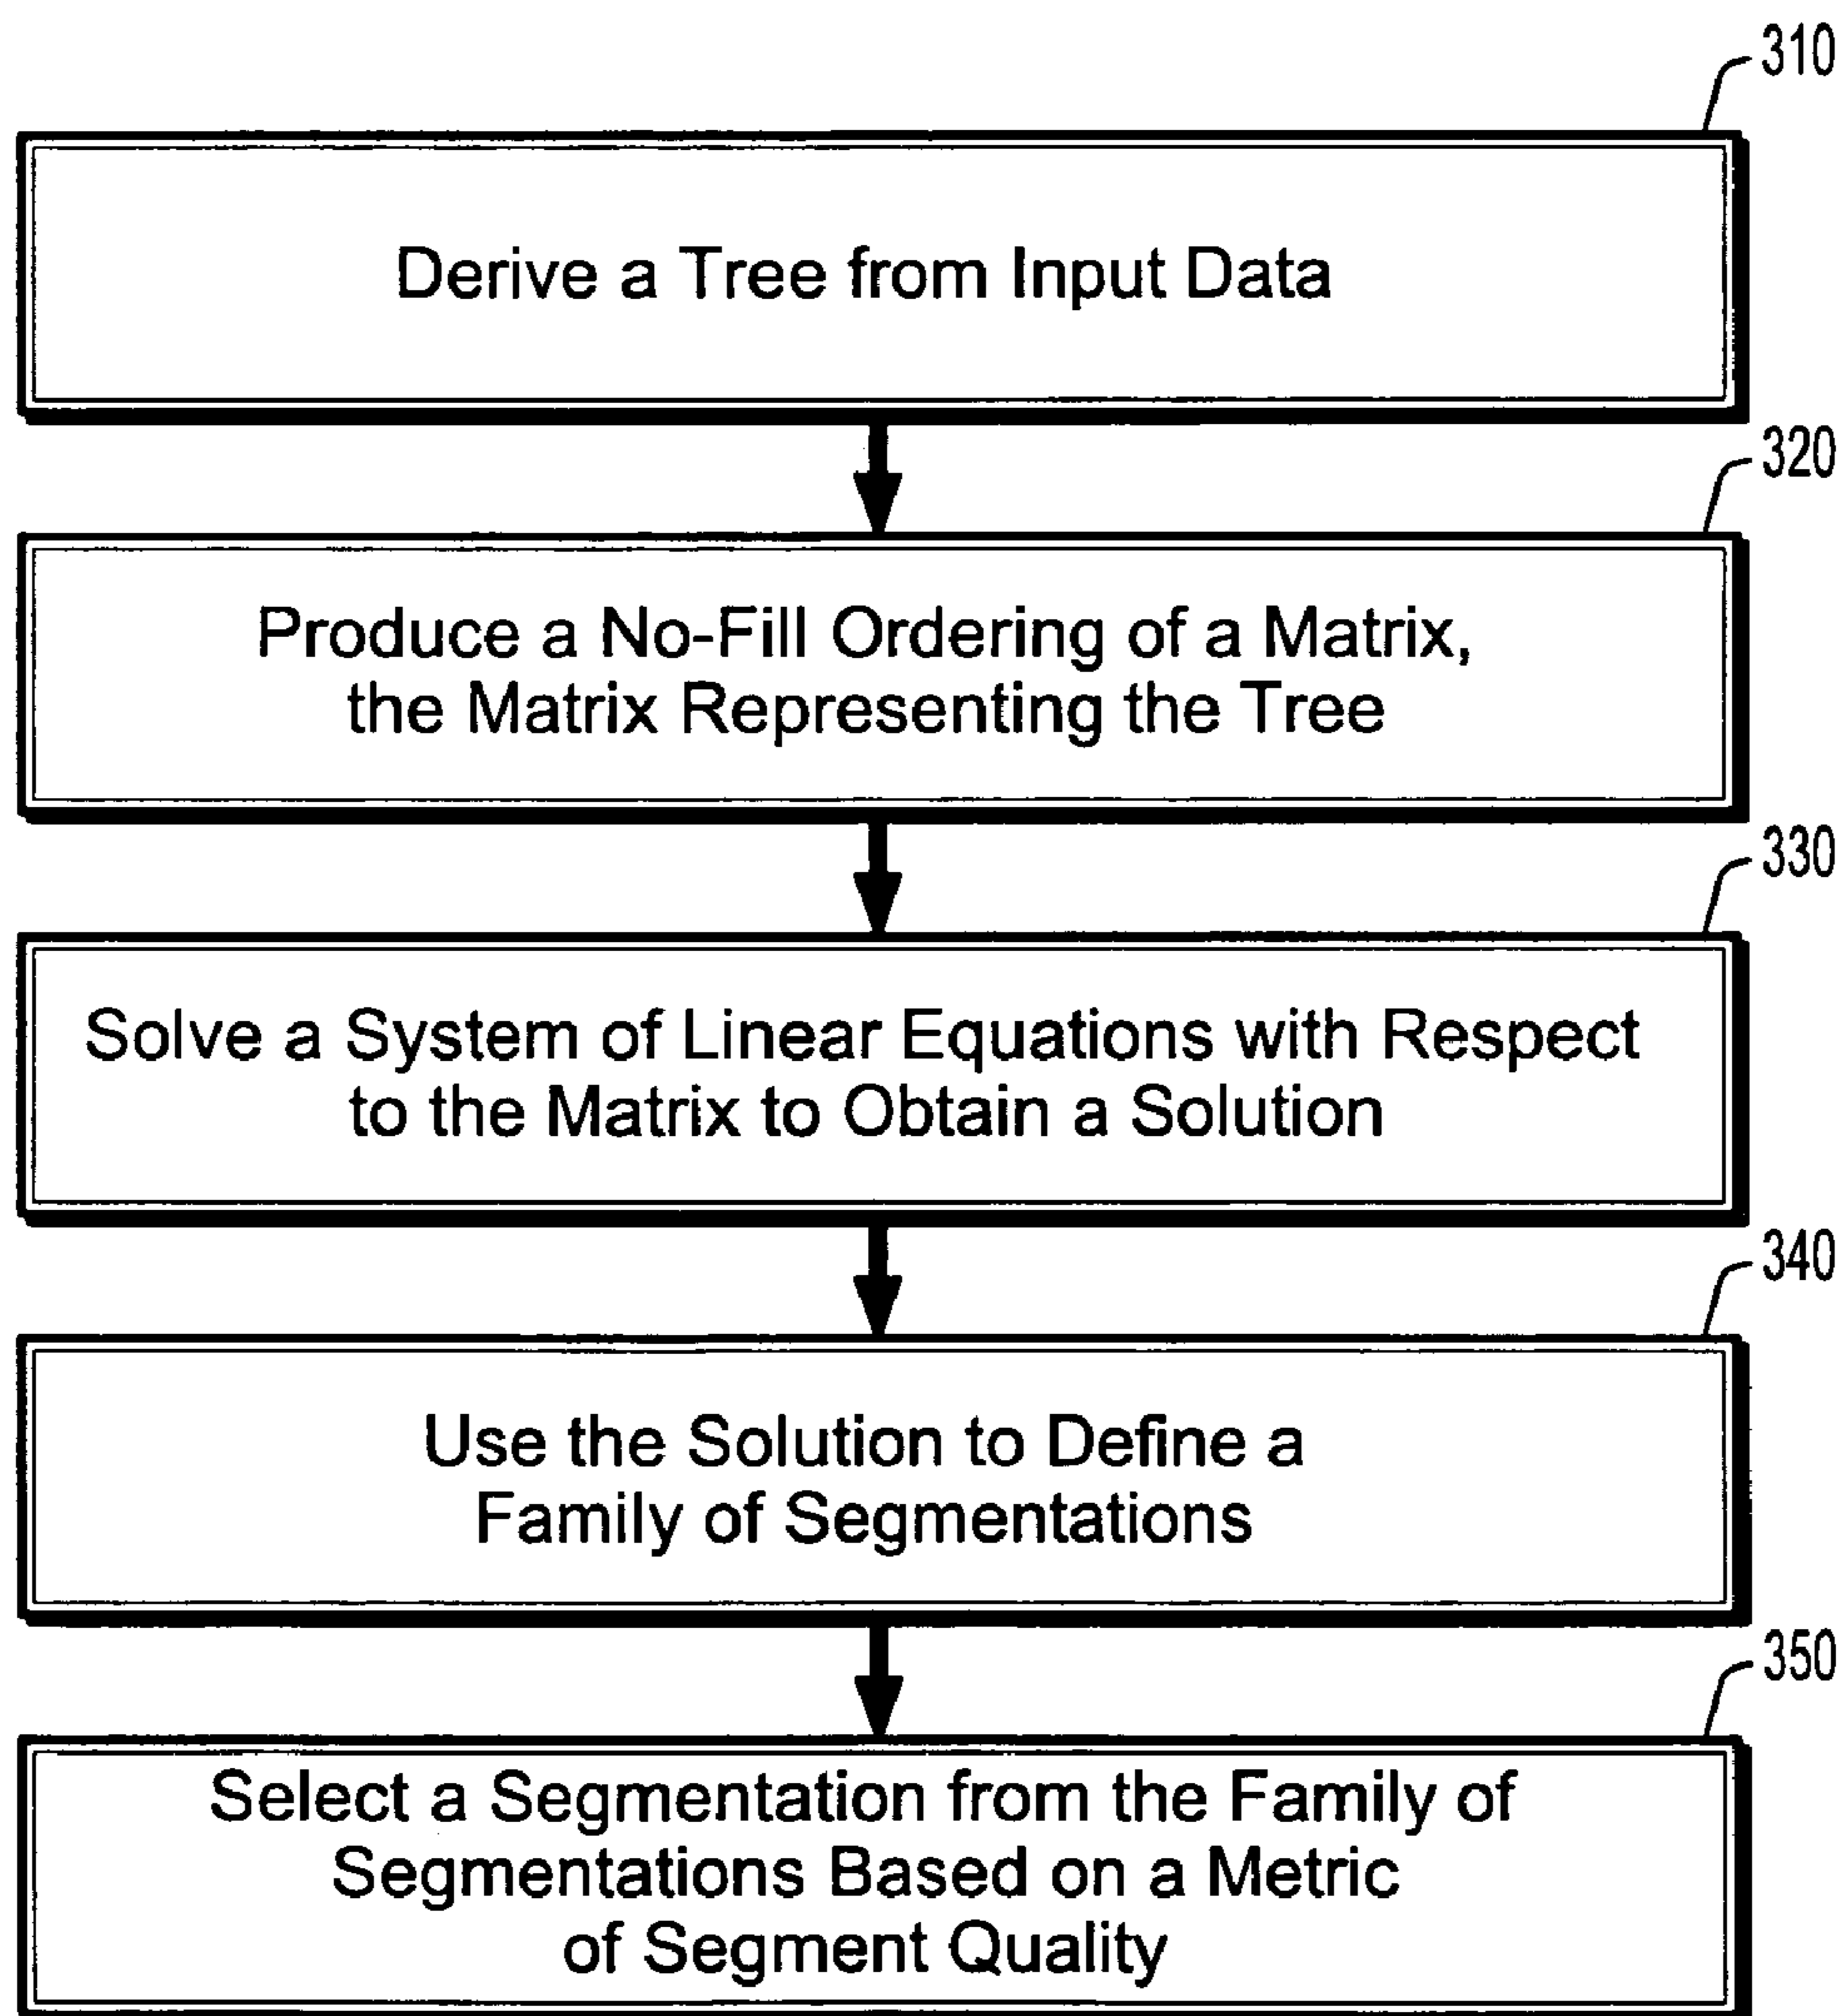 310
Derive a Tree from Input Data
320
Produce a No-Fill Ordering of a Matrix,
the Matrix Representing the Tree
330
Solve a System of Linear Equations with Respect
to the Matrix to Obtain a Solution
340
Use the Solution to Define a
Family of Segmentations
350
Select a Segmentation from the Family of
Segmentations Based on a Metric
of Segment Quality